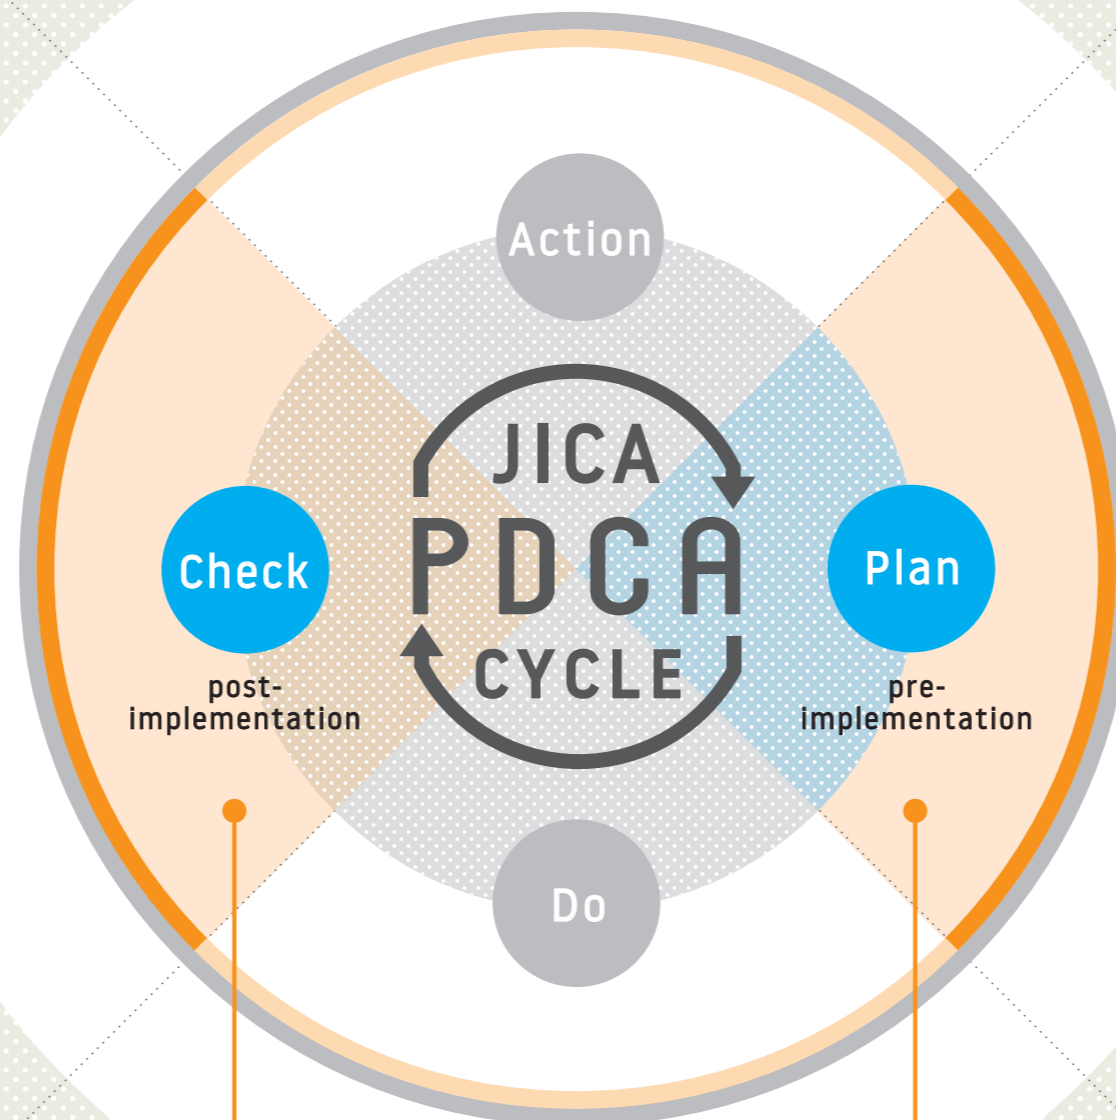 Action
JICA
PDCA
CYCLE
Check
post-
implementation
Plan
pre-
implementation
Do